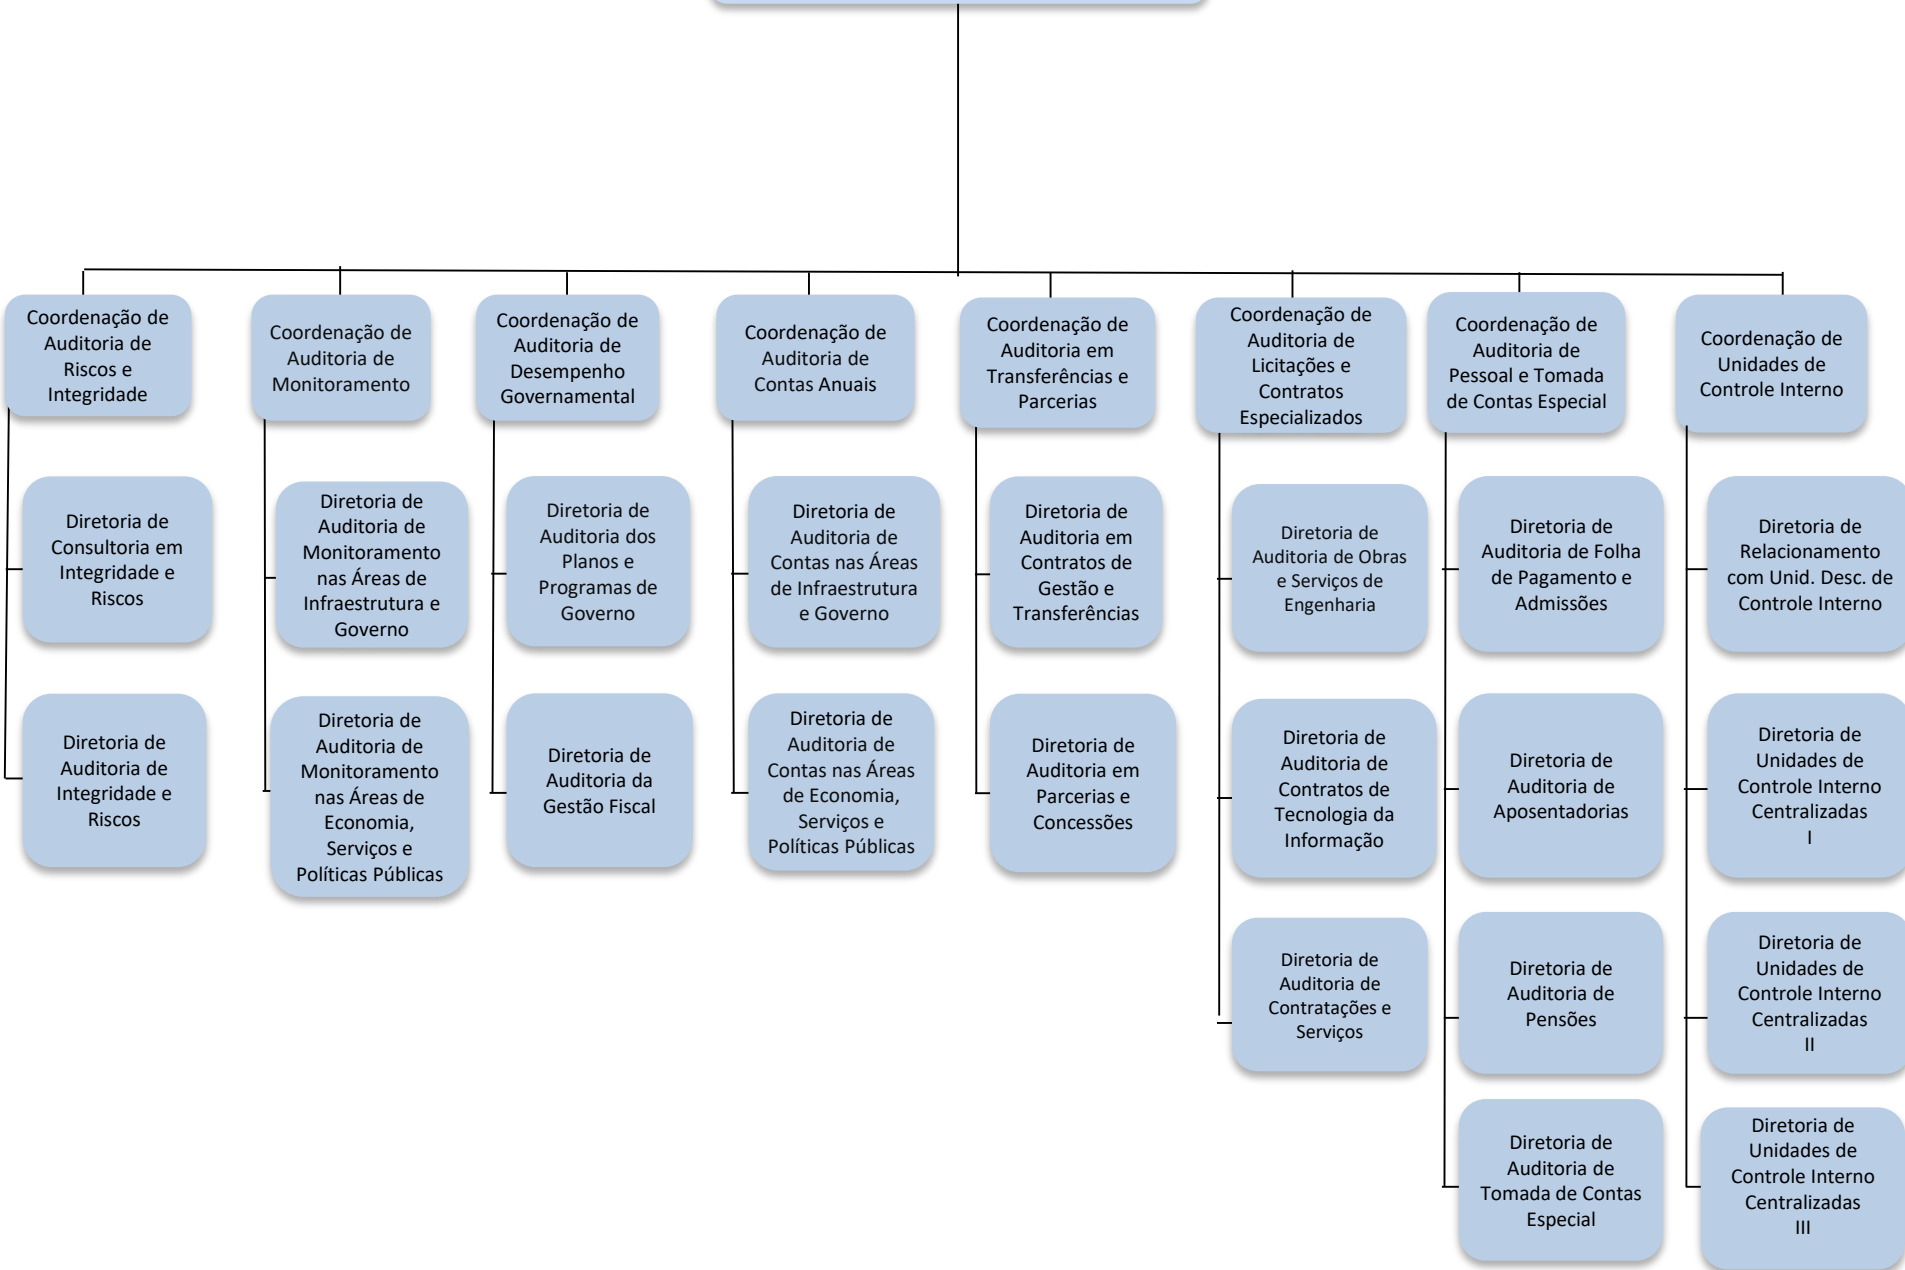 Coordenação de
Auditoria de
Riscos e
Integridade
Coordenação de
Auditoria de
Monitoramento
Coordenação de
Auditoria de
Desempenho
Governamental
Coordenação de
Auditoria de
Contas Anuais
Coordenação de
Auditoria em
Transferências e
Parcerias
Coordenação de
Auditoria de
Licitações e
Contratos
Especializados
Coordenação de
Auditoria de
Pessoal e Tomada
de Contas Especial
Coordenação de
Unidades de
Controle Interno
Diretoria de
Consultoria em
Integridade e
Riscos
Diretoria de
Auditoria de
Monitoramento
nas Áreas de
Infraestrutura e
Governo
Diretoria de
Auditoria dos
Planos e
Programas de
Governo
Diretoria de
Auditoria de
Contas nas Áreas
de Infraestrutura
e Governo
Diretoria de
Auditoria em
Contratos de
Gestão e
Transferências
Diretoria de
Auditoria de Obras
e Serviços de
Engenharia
Diretoria de
Auditoria de Folha
de Pagamento e
Admissões
Diretoria de
Relacionamento
com Unid. Desc. de
Controle Interno
Diretoria de
Auditoria de
Integridade e
Riscos
Diretoria de
Auditoria de
Monitoramento
nas Áreas de
Economia,
Serviços e
Políticas Públicas
Diretoria de
Auditoria da
Gestão Fiscal
Diretoria de
Auditoria de
Contas nas Áreas
de Economia,
Serviços e
Políticas Públicas
Diretoria de
Auditoria em
Parcerias e
Concessões
Diretoria de
Auditoria de
Contratos de
Tecnologia da
Informação
Diretoria de
Auditoria de
Aposentadorias
Diretoria de
Unidades de
Controle Interno
Centralizadas
I
Diretoria de
Auditoria de
Contratações e
Serviços
Diretoria de
Auditoria de
Pensões
Diretoria de
Unidades de
Controle Interno
Centralizadas
II
Diretoria de
Auditoria de
Tomada de Contas
Especial
Diretoria de
Unidades de
Controle Interno
Centralizadas
III